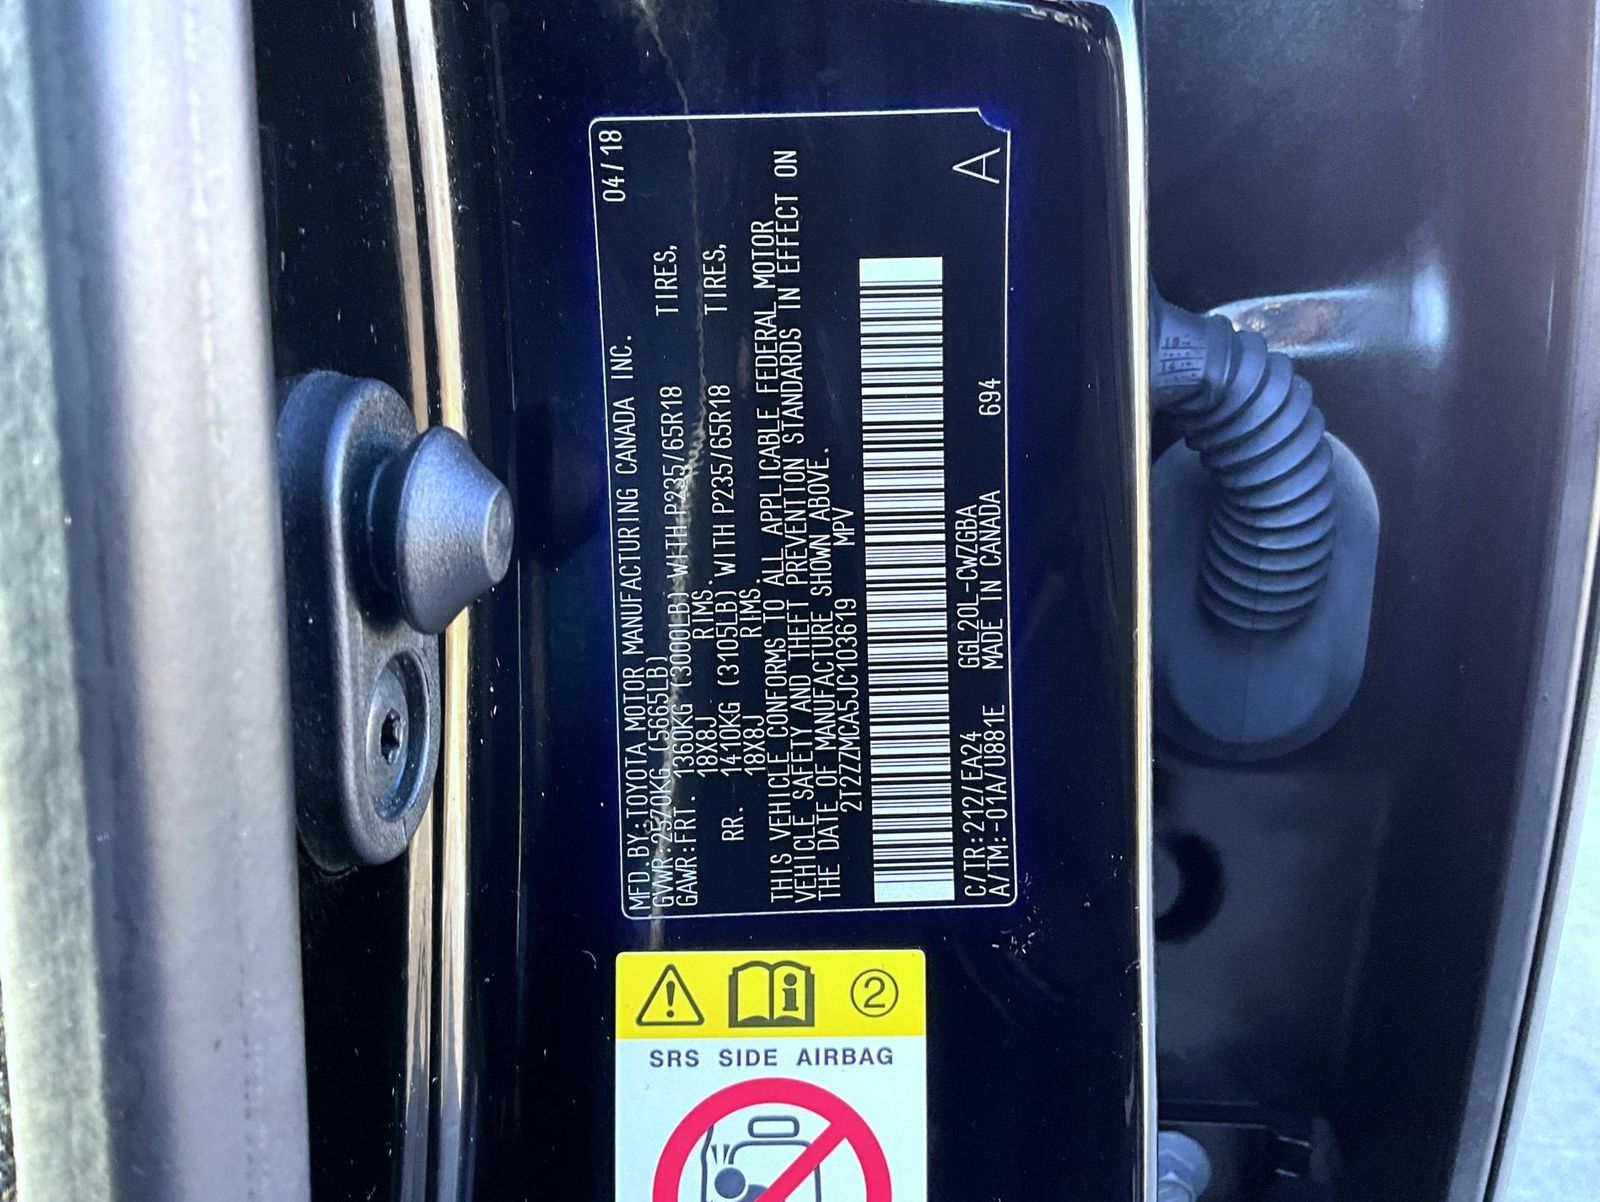 04/18
MFD.BY:TOYOTA MOTOR MANUFACTURING CANADA INC.
GVWR:2570KG (5665LB)
GAWR:FRT. 1360KG (3000LB) WITH P235/65R18 TIRES,
18X8J RIMS.
RR. 1410KG (3105LB) WITH P235/65R18 TIRES,
18X8J RIMS.
THIS VEHICLE CONFORMS TO ALL APPLICABLE FEDERAL MOTOR
VEHICLE SAFETY AND THEFT PREVENTION STANDARDS IN EFFECT ON
THE DATE OF MANUFACTURE SHOWN ABOVE.
2T2ZZMCA5JC103619 MPV
C/TR:212/EA24 GGL20L-CWZGBA
A/TM:-01A/U881E MADE IN CANADA 694
A
2
SRS SIDE AIRBAG